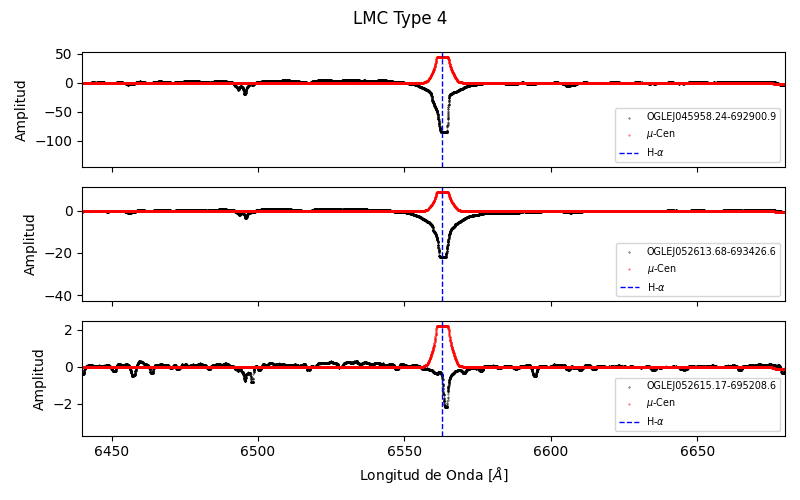 LMC Type 4
50
0
−50
−100
Amplitud
OGLEJ045958.24-692900.9
μ-Cen
H-α
0
−20
−40
Amplitud
OGLEJ052613.68-693426.6
μ-Cen
H-α
2
0
−2
Amplitud
OGLEJ052615.17-695208.6
μ-Cen
H-α
6450 6500 6550 6600 6650
Longitud de Onda [Å]